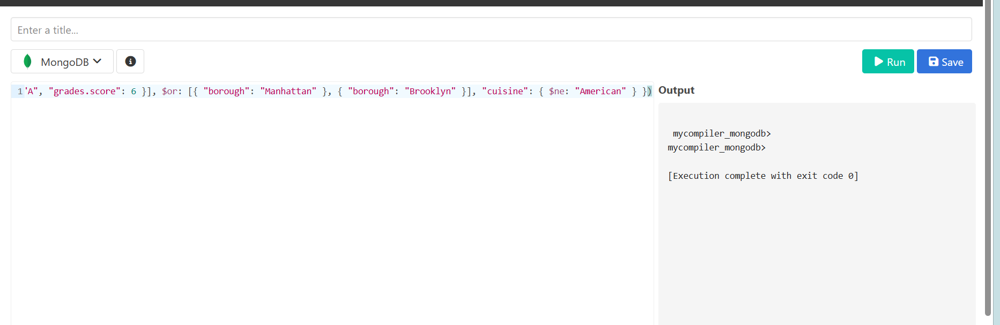 Enter a title...
MongoDB
Run
Save
1
'A", "grades.score": 6 }], $or: [{ "borough": "Manhattan" }, { "borough": "Brooklyn" }], "cuisine": { $ne: "American" } })
Output
mycompiler_mongodb>
mycompiler_mongodb>
[Execution complete with exit code 0]